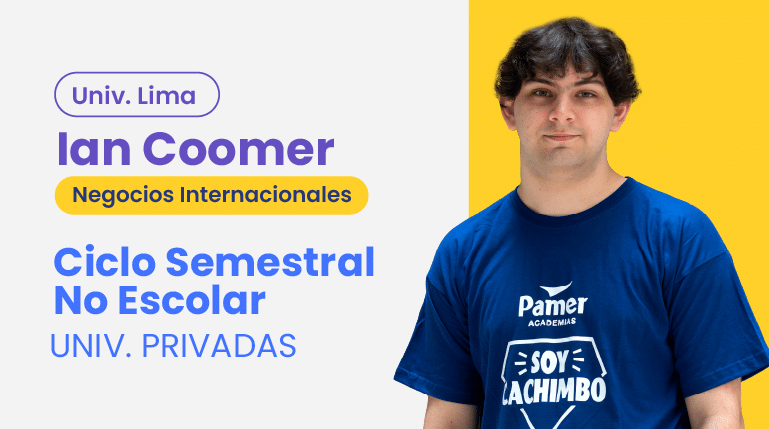 Univ. Lima
Ian Coomer
Negocios Internacionales
Ciclo Semestral
No Escolar
UNIV. PRIVADAS
Pamer
ACADEMIAS
SOY
CACHIMBO